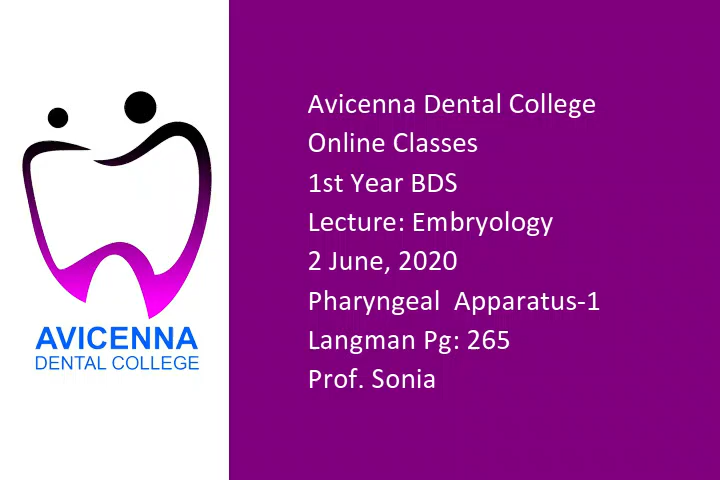 AVICENNA
DENTAL COLLEGE
Avicenna Dental College
Online Classes
1st Year BDS
Lecture: Embryology
2 June, 2020
Pharyngeal  Apparatus-1
Langman Pg: 265
Prof. Sonia